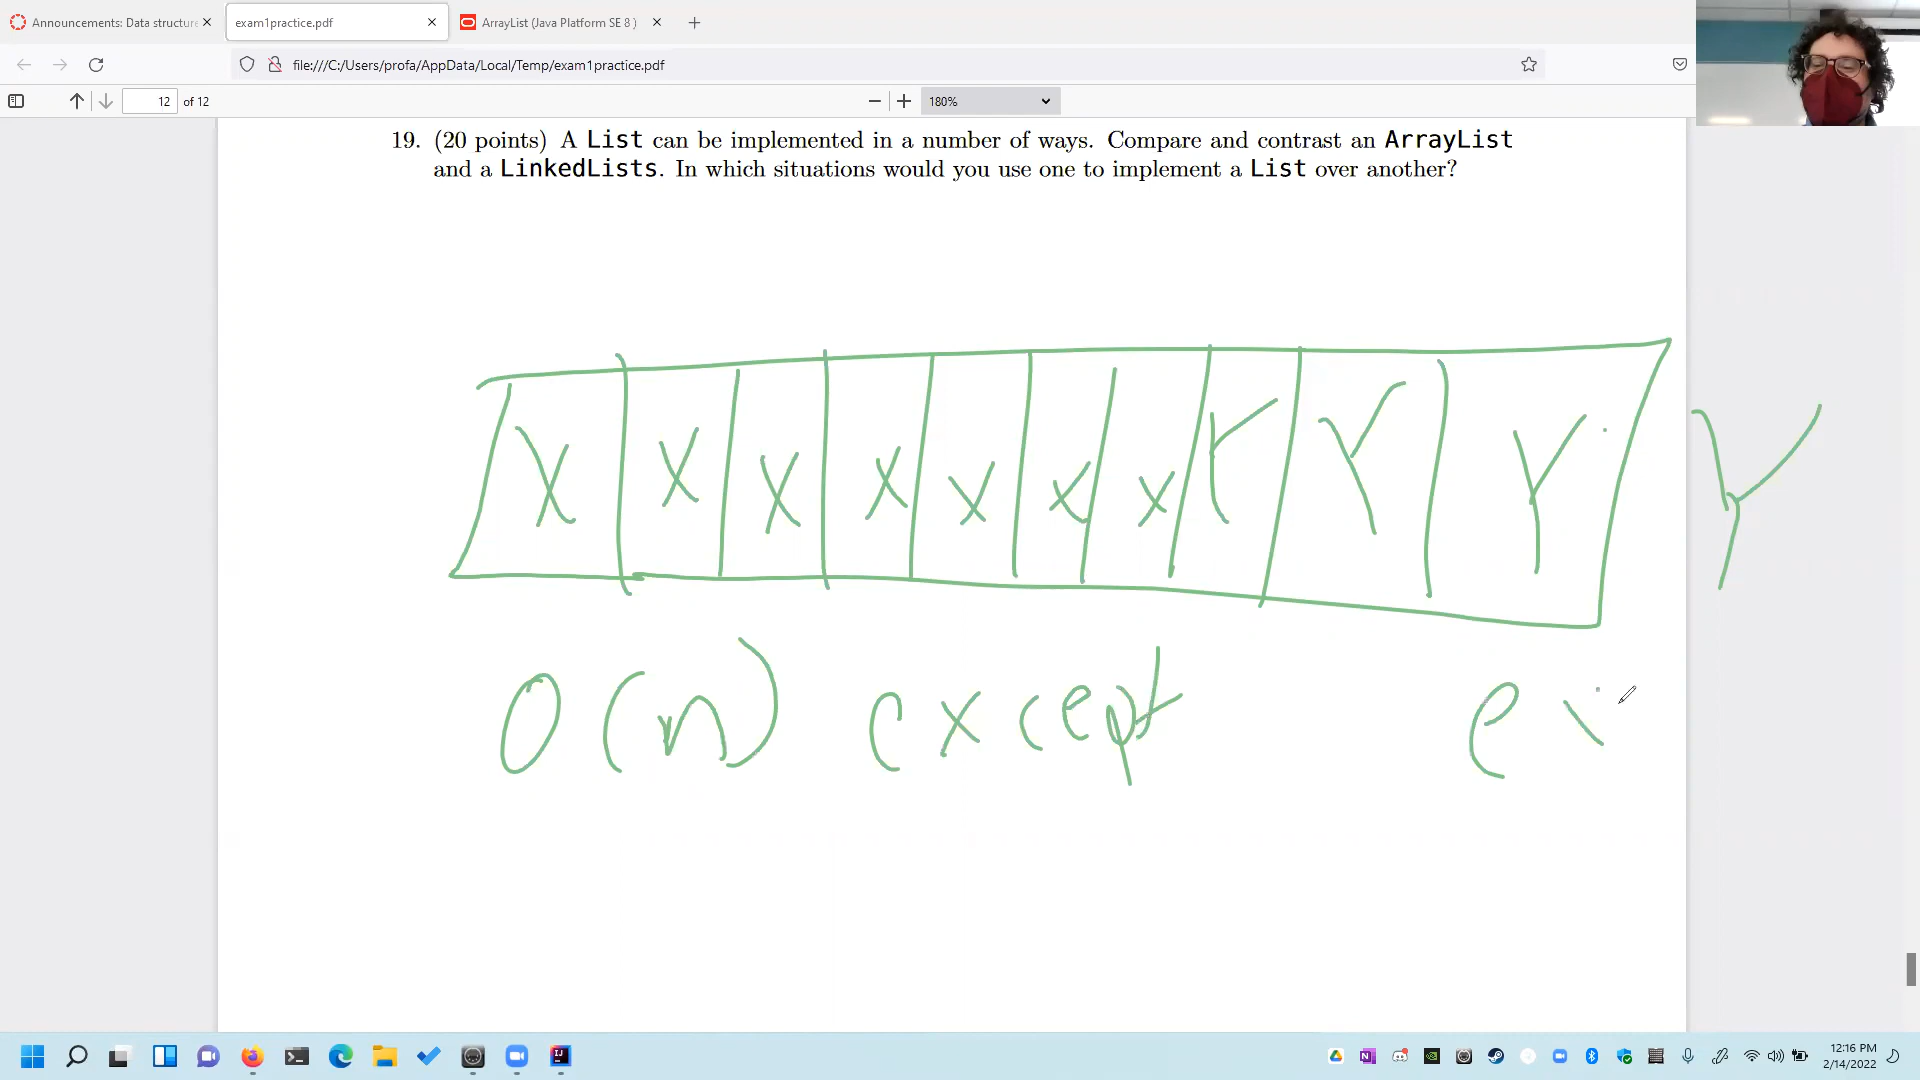 Announcements: Data structure
exam1practice.pdf
ArrayList (Java Platform SE 8 )
file:///C:/Users/profa/AppData/Local/Temp/exam1practice.pdf
12 of 12
180%
19. (20 points) A List can be implemented in a number of ways. Compare and contrast an ArrayList
and a LinkedLists. In which situations would you use one to implement a List over another?
X X X X X X X Y Y Y Y
O(n) except ex
12:16 PM
2/14/2022